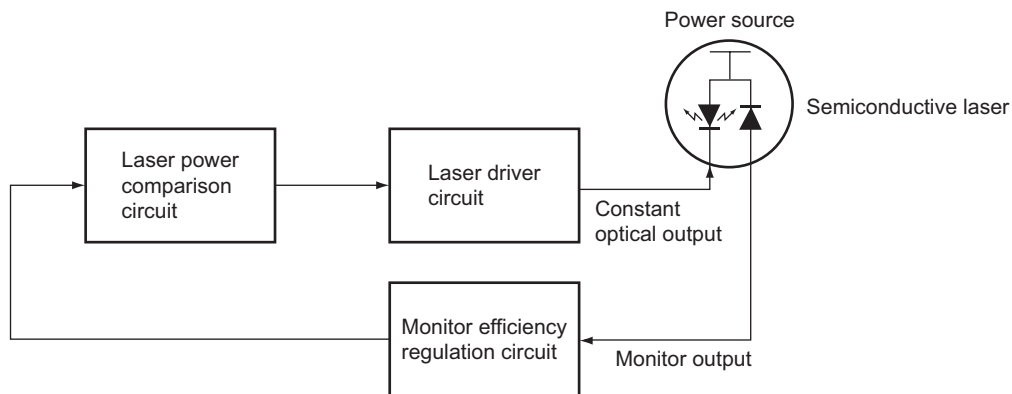 Power source
Semiconductive laser
Laser power
comparison
circuit
Laser driver
circuit
Constant
optical output
Monitor efficiency
regulation circuit
Monitor output